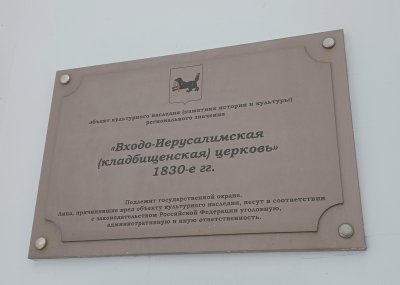 объект культурного наследия (памятник истории и культуры)
регионального значения
«Входо-Иерусалимская
(кладбищенская) церковь»
1830-е гг.
Подлежит государственной охране.
Лица, причинившие вред объекту культурного наследия, несут в соответствии
с законодательством Российской Федерации уголовную,
административную и иную ответственность.